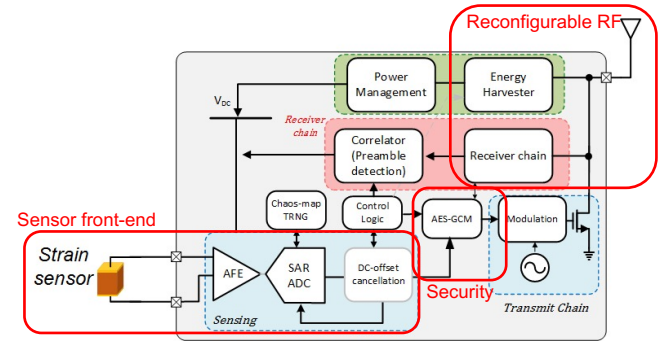 Reconfigurable RF
Power
Management
Energy
Harvester
VDC
Receiver
chain
Correlator
(Preamble
detection)
Receiver chain
Chaos-map
TRNG
Control
Logic
AES-GCM
Modulation
Sensor front-end
Strain
sensor
AFE
SAR
ADC
DC-offset
cancellation
Security
Sensing
Transmit Chain